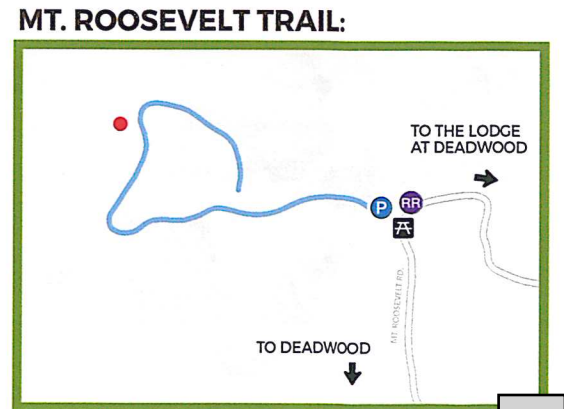 MT. ROOSEVELT TRAIL:
TO THE LODGE
AT DEADWOOD
P
RR
MT. ROOSEVELT RD.
TO DEADWOOD